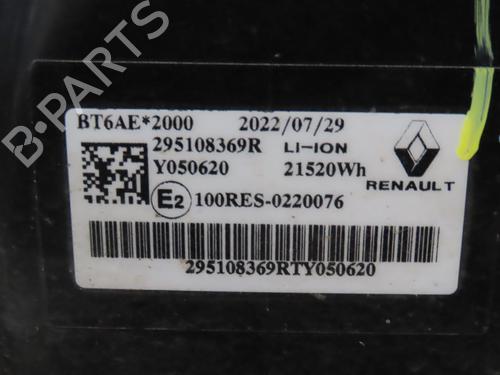 B-PARTS
BT6AE*2000 2022/07/29
295108369R LI-ION
Y050620 21520Wh
RENAULT
E2 100RES-0220076
295108369RTY050620